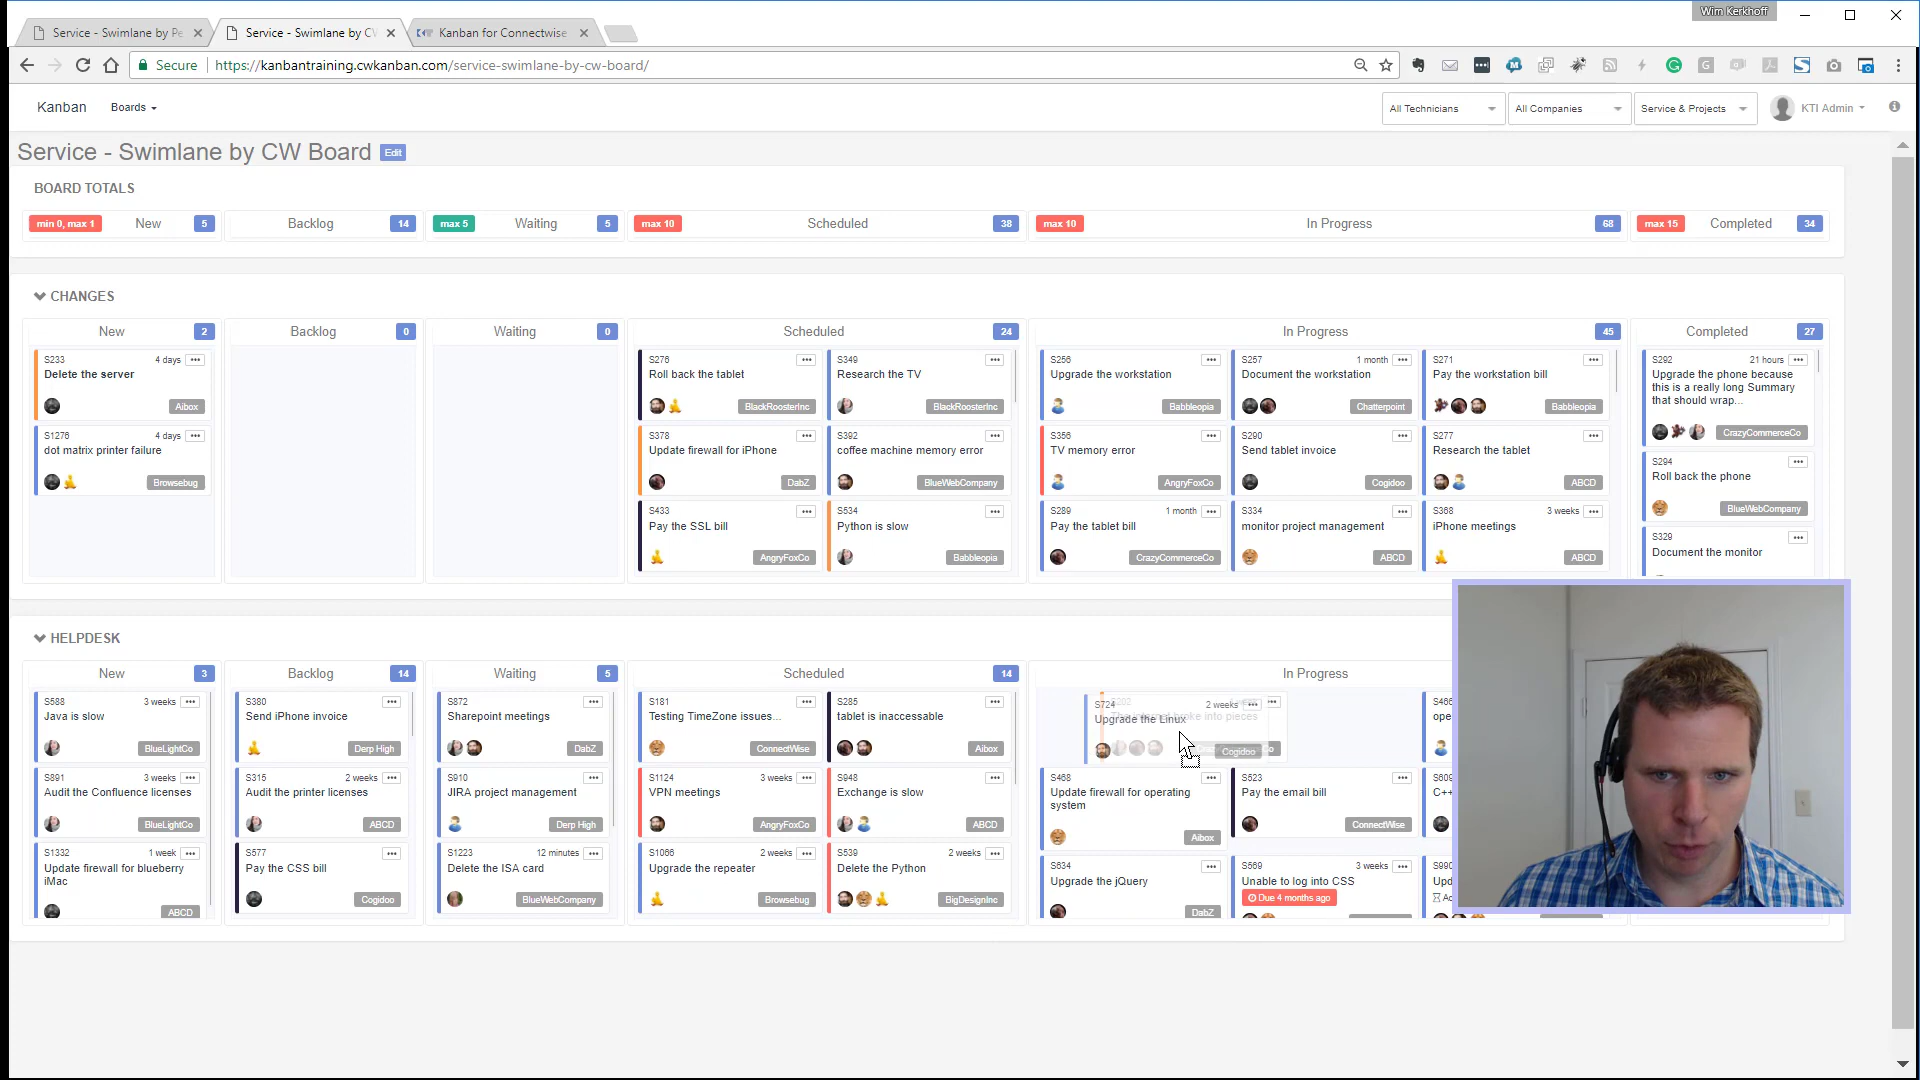 Wim Kerkhoff
Service - Swimlane by Pe
Service - Swimlane by CW
Kanban for Connectwise
Secure
https://kanbantraining.cwkanban.com/service-swimlane-by-cw-board/
Kanban
Boards
All Technicians
All Companies
Service & Projects
KTI Admin
Service - Swimlane by CW Board
Edit
BOARD TOTALS
min 0, max 1
New
5
Backlog
14
max 5
Waiting
5
max 10
Scheduled
38
max 10
In Progress
68
max 15
Completed
34
CHANGES
New
2
Backlog
0
Waiting
0
Scheduled
24
In Progress
45
Completed
27
S233
4 days
Delete the server
Aibox
S1276
4 days
dot matrix printer failure
Browsebug
S276
Roll back the tablet
BlackRoosterInc
S349
Research the TV
BlackRoosterInc
S378
Update firewall for iPhone
DabZ
S392
coffee machine memory error
BlueWebCompany
S433
Pay the SSL bill
AngryFoxCo
S534
Python is slow
Babbleopia
S256
Upgrade the workstation
Babbleopia
S257
1 month
Document the workstation
Chatterpoint
S271
Pay the workstation bill
Babbleopia
S356
TV memory error
AngryFoxCo
S290
Send tablet invoice
Cogidoo
S277
Research the tablet
ABCD
S289
1 month
Pay the tablet bill
CrazyCommerceCo
S334
monitor project management
ABCD
S368
3 weeks
iPhone meetings
ABCD
S292
21 hours
Upgrade the phone because
this is a really long Summary
that should wrap...
CrazyCommerceCo
S294
Roll back the phone
BlueWebCompany
S329
Document the monitor
HELPDESK
New
3
Backlog
14
Waiting
5
Scheduled
14
In Progress
S588
3 weeks
Java is slow
BlueLightCo
S891
3 weeks
Audit the Confluence licenses
BlueLightCo
S1332
1 week
Update firewall for blueberry
iMac
ABCD
S380
Send iPhone invoice
Derp High
S315
2 weeks
Audit the printer licenses
ABCD
S577
Pay the CSS bill
Cogidoo
S872
Sharepoint meetings
DabZ
S910
JIRA project management
Derp High
S1223
12 minutes
Delete the ISA card
BlueWebCompany
S181
Testing TimeZone issues...
ConnectWise
S285
tablet is inaccessable
Aibox
S1124
3 weeks
VPN meetings
AngryFoxCo
S948
Exchange is slow
ABCD
S1066
2 weeks
Upgrade the repeater
Browsebug
S539
2 weeks
Delete the Python
BigDesignInc
S724
2 weeks
Upgrade the Linux
Cogidoo
S468
Update firewall for operating
system
Aibox
S523
Pay the email bill
ConnectWise
S634
Upgrade the jQuery
DabZ
S569
3 weeks
Unable to log into CSS
Due 4 months ago
S466
ope
S609
C++
S990
Upd
Ac